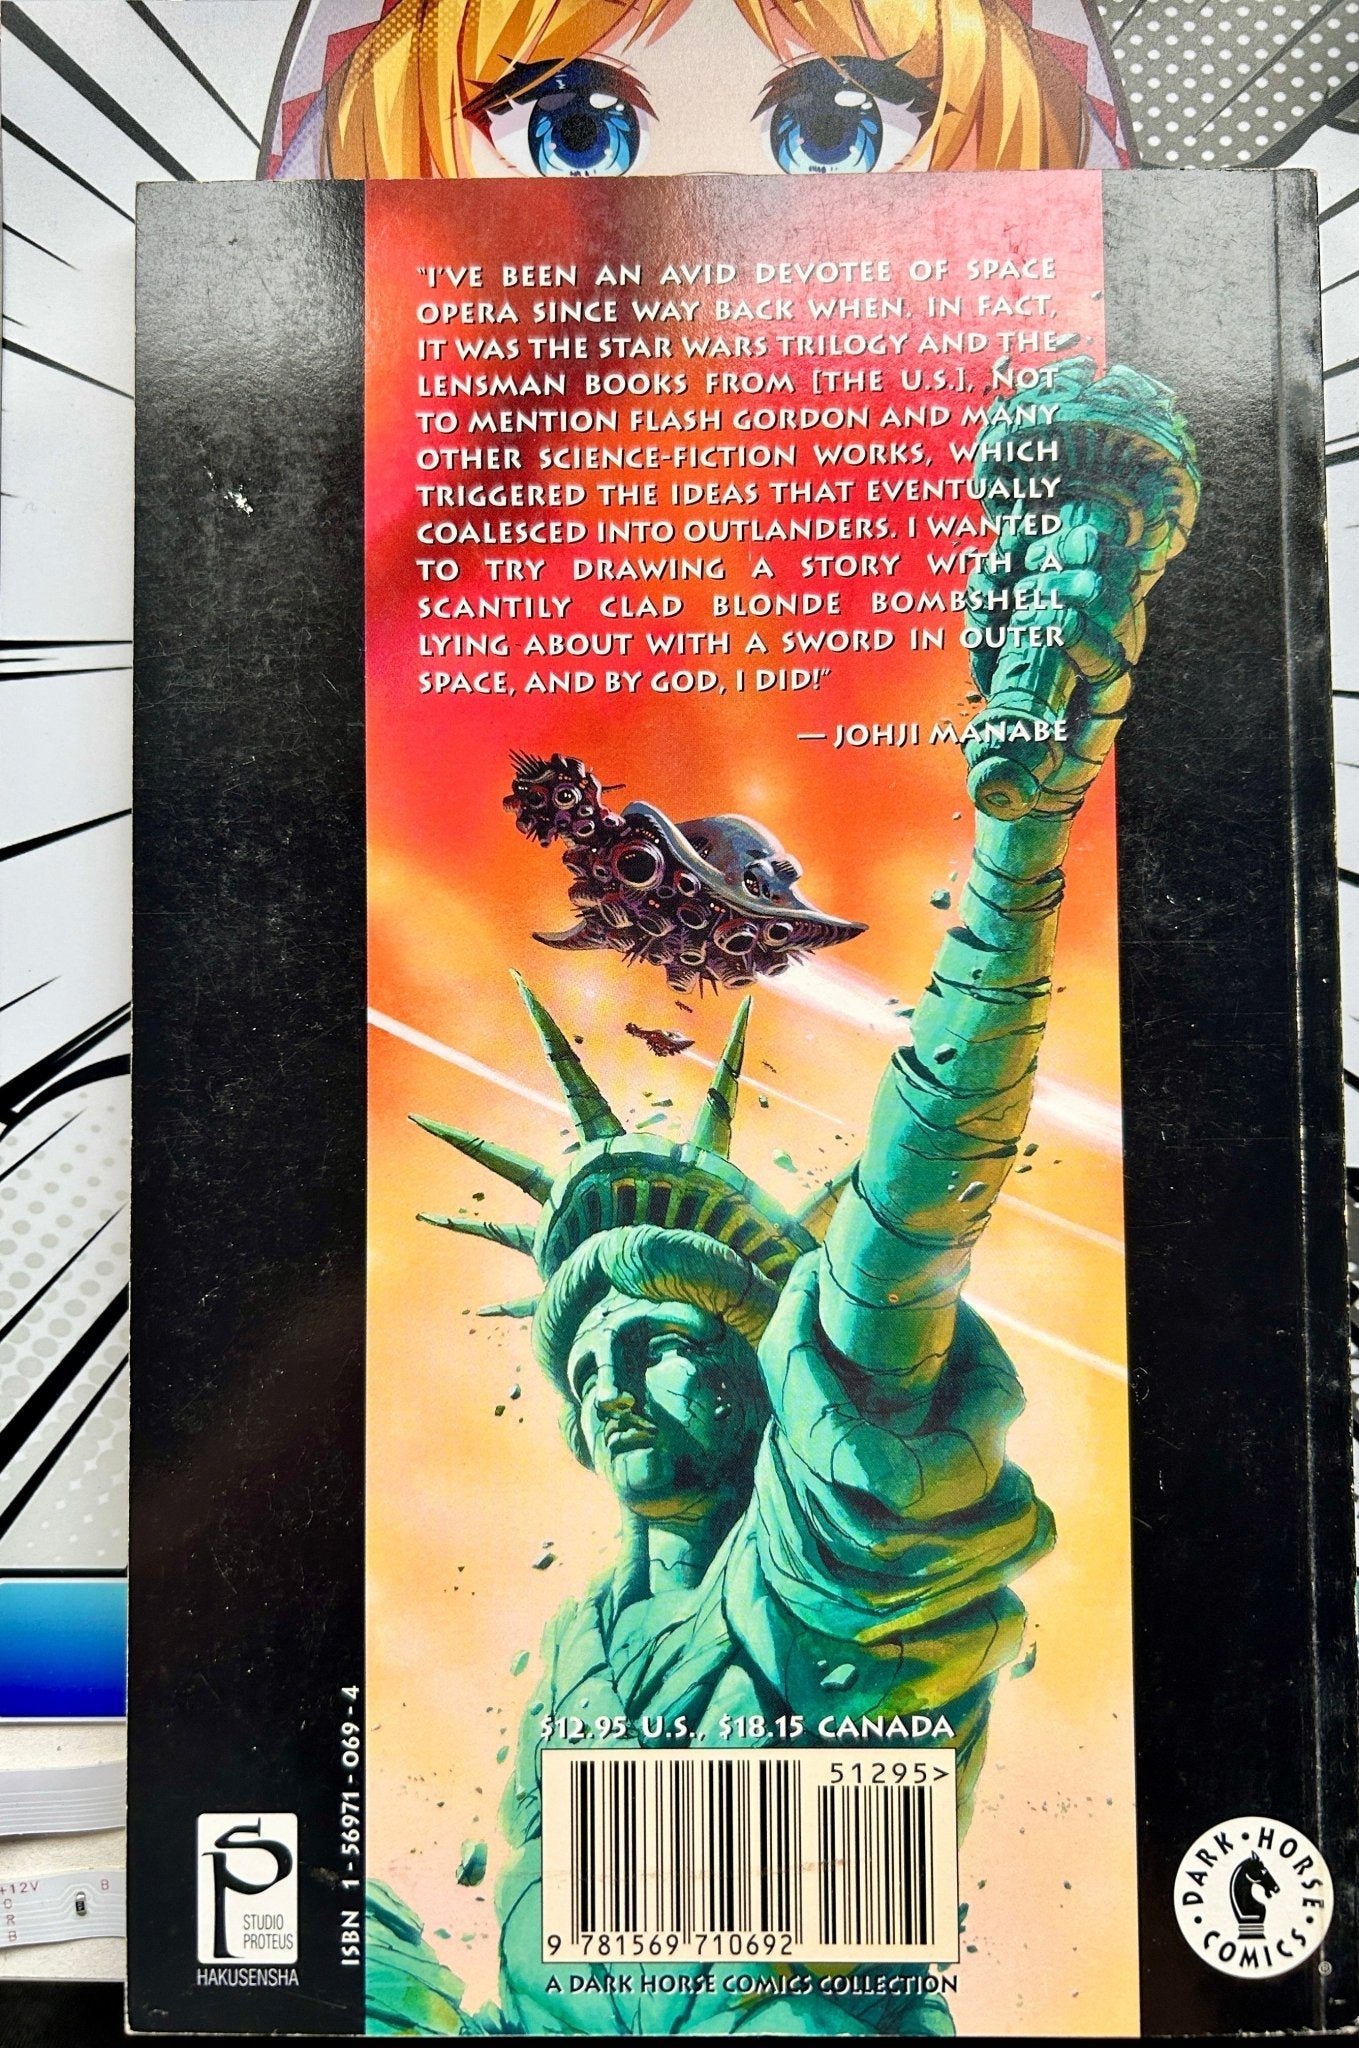 "I'VE BEEN AN AVID DEVOTEE OF SPACE
OPERA SINCE WAY BACK WHEN. IN FACT,
IT WAS THE STAR WARS TRILOGY AND THE
LENSMAN BOOKS FROM [THE U.S.], NOT
TO MENTION FLASH GORDON AND MANY
OTHER SCIENCE-FICTION WORKS, WHICH
TRIGGERED THE IDEAS THAT EVENTUALLY
COALESCED INTO OUTLANDERS. I WANTED
TO TRY DRAWING A STORY WITH A
SCANTILY CLAD BLONDE BOMBSHELL
LYING ABOUT WITH A SWORD IN OUTER
SPACE, AND BY GOD, I DID!"
— JOHJI MANABE
$12.95 U.S., $18.15 CANADA
51295>
9 781569 710692
A DARK HORSE COMICS COLLECTION
ISBN 1-56971-069-4
SP
STUDIO
PROTEUS
HAKUSENSHA
• DARK • HORSE • COMICS •
®
+12V B